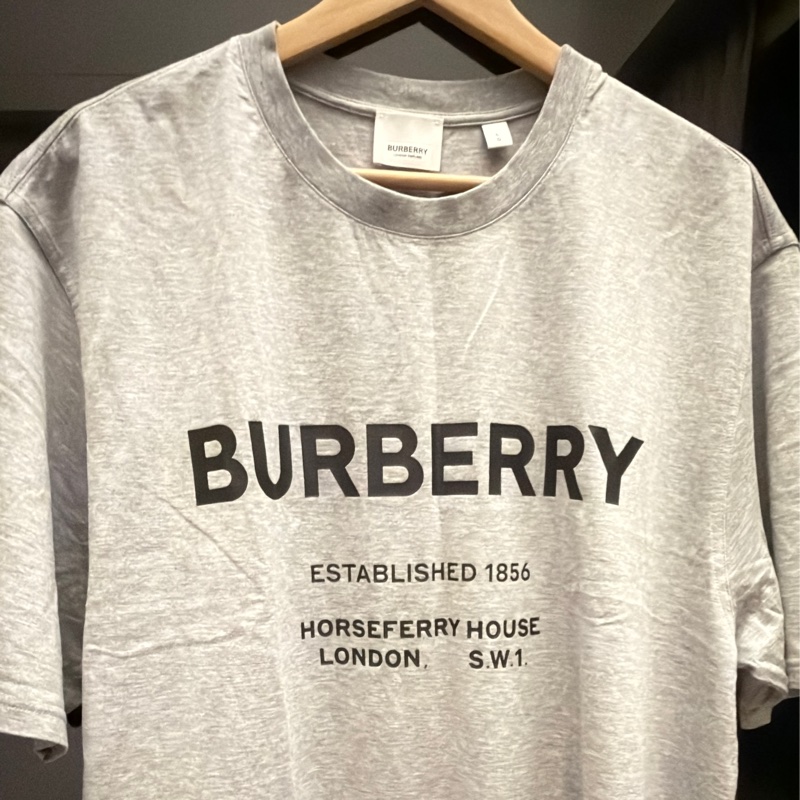 BURBERRY
BURBERRY
ESTABLISHED 1856
HORSEFERRY HOUSE
LONDON, S.W.1.